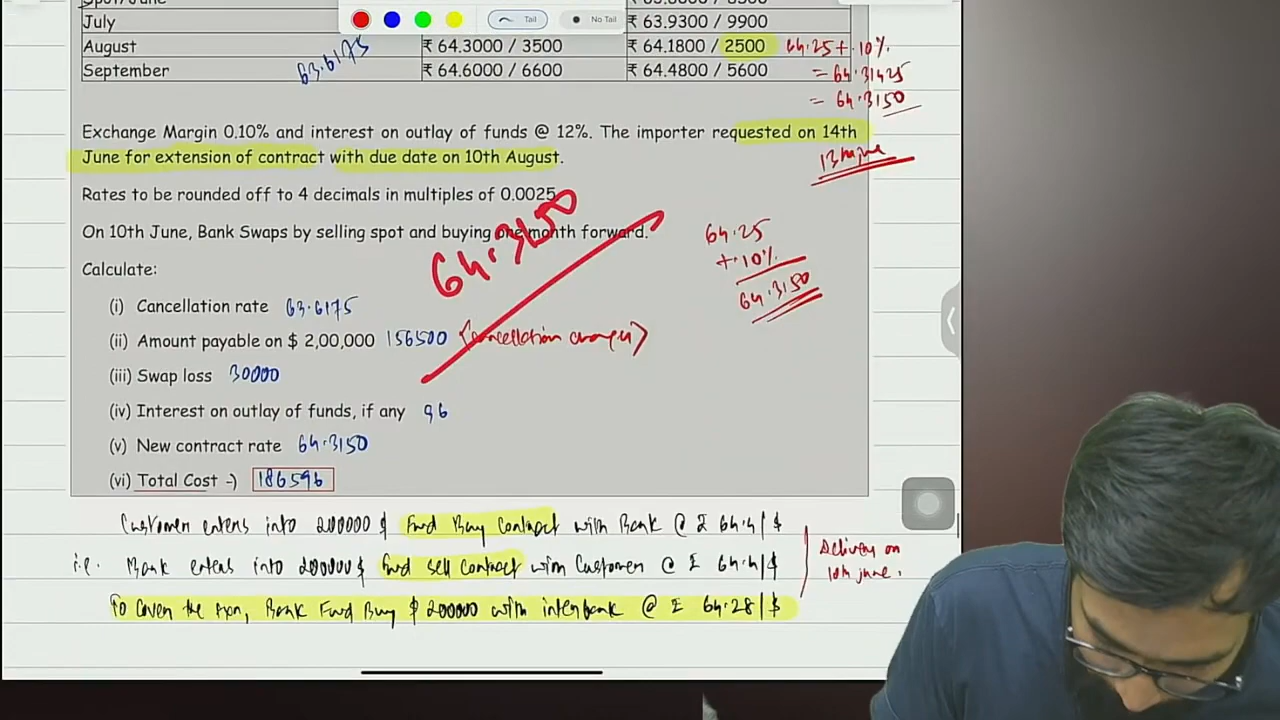 Tail
No Tail
July ₹ 63.9300 / 9900
August ₹ 64.3000 / 3500 ₹ 64.1800 / 2500 64.25 + .10%
September ₹ 64.6000 / 6600 ₹ 64.4800 / 5600 = 64.31425
63.6175
= 64.3150
Exchange Margin 0.10% and interest on outlay of funds @ 12%. The importer requested on 14th
June for extension of contract with due date on 10th August.
Rates to be rounded off to 4 decimals in multiples of 0.0025.
On 10th June, Bank Swaps by selling spot and buying one month forward.
64.3150
64.25
+ .10%
64.3150
Calculate:
(i) Cancellation rate 63.6175
(ii) Amount payable on $ 2,00,000 156500 (Cancellation charges)
(iii) Swap loss 30000
(iv) Interest on outlay of funds, if any 96
(v) New contract rate 64.3150
(vi) Total Cost -) 186596
Customer enters into 200000 $ Fwd Buy Contract with Bank @ ₹ 64.4/$
i.e. Bank enters into 200000 $ Fwd sell Contract with Customer @ ₹ 64.4/$
Delivery on
10th June.
To cover the txn, Bank Fwd Buy $ 200000 with interbank @ ₹ 64.28/$